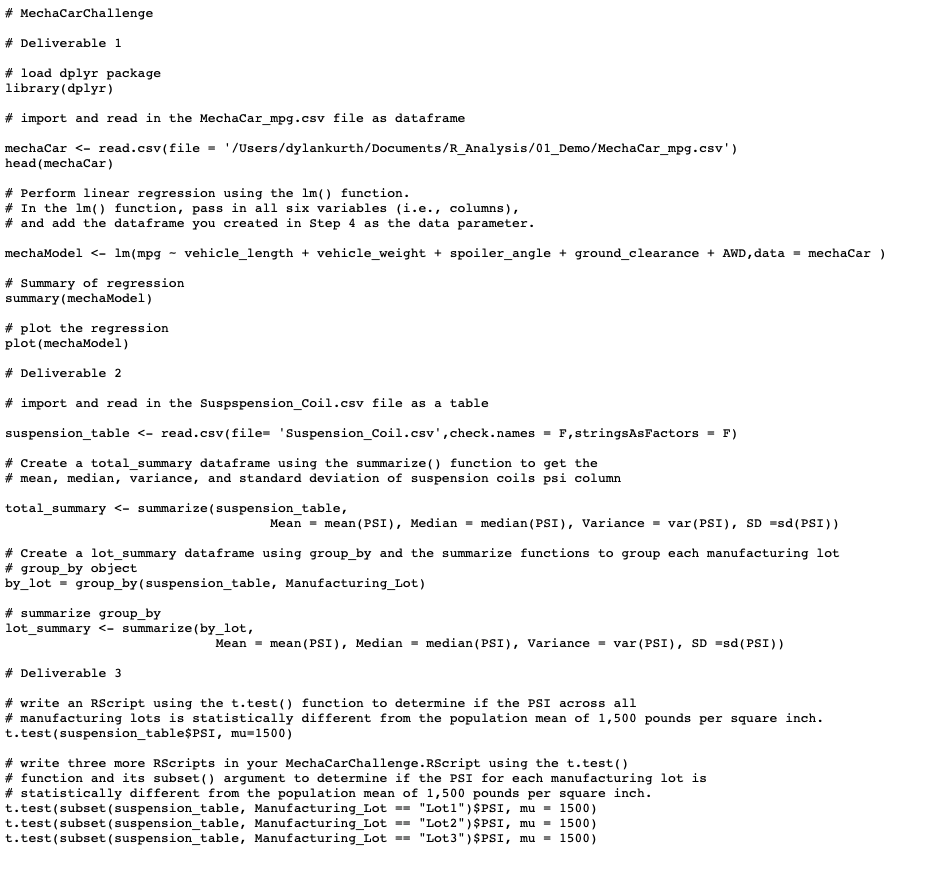 # MechaCarChallenge
# Deliverable 1
# load dplyr package
library(dplyr)
# import and read in the MechaCar_mpg.csv file as dataframe
mechaCar <- read.csv(file = '/Users/dylankurth/Documents/R_Analysis/01_Demo/MechaCar_mpg.csv')
head(mechaCar)
# Perform linear regression using the lm() function.
# In the lm() function, pass in all six variables (i.e., columns),
# and add the dataframe you created in Step 4 as the data parameter.
mechaModel <- lm(mpg ~ vehicle_length + vehicle_weight + spoiler_angle + ground_clearance + AWD,data = mechaCar )
# Summary of regression
summary(mechaModel)
# plot the regression
plot(mechaModel)
# Deliverable 2
# import and read in the Suspspension_Coil.csv file as a table
suspension_table <- read.csv(file= 'Suspension_Coil.csv',check.names = F,stringsAsFactors = F)
# Create a total_summary dataframe using the summarize() function to get the
# mean, median, variance, and standard deviation of suspension coils psi column
total_summary <- summarize(suspension_table,
Mean = mean(PSI), Median = median(PSI), Variance = var(PSI), SD =sd(PSI))
# Create a lot_summary dataframe using group_by and the summarize functions to group each manufacturing lot
# group_by object
by_lot = group_by(suspension_table, Manufacturing_Lot)
# summarize group_by
lot_summary <- summarize(by_lot,
Mean = mean(PSI), Median = median(PSI), Variance = var(PSI), SD =sd(PSI))
# Deliverable 3
# write an RScript using the t.test() function to determine if the PSI across all
# manufacturing lots is statistically different from the population mean of 1,500 pounds per square inch.
t.test(suspension_table$PSI, mu=1500)
# write three more RScripts in your MechaCarChallenge.RScript using the t.test()
# function and its subset() argument to determine if the PSI for each manufacturing lot is
# statistically different from the population mean of 1,500 pounds per square inch.
t.test(subset(suspension_table, Manufacturing_Lot == "Lot1")$PSI, mu = 1500)
t.test(subset(suspension_table, Manufacturing_Lot == "Lot2")$PSI, mu = 1500)
t.test(subset(suspension_table, Manufacturing_Lot == "Lot3")$PSI, mu = 1500)